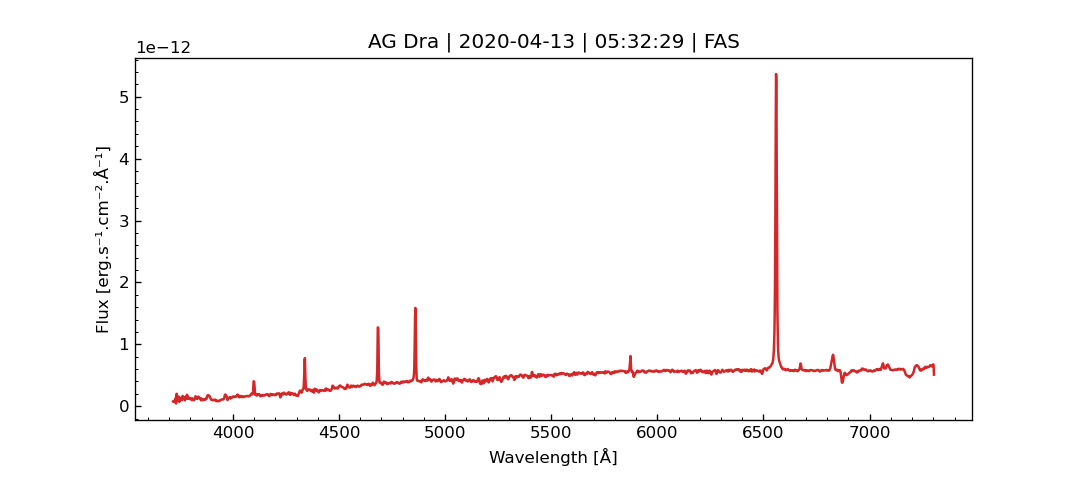 AG Dra | 2020-04-13 | 05:32:29 | FAS
1e−12
5
4
3
2
1
0
Flux [erg.s⁻¹.cm⁻².Å⁻¹]
4000 4500 5000 5500 6000 6500 7000
Wavelength [Å]